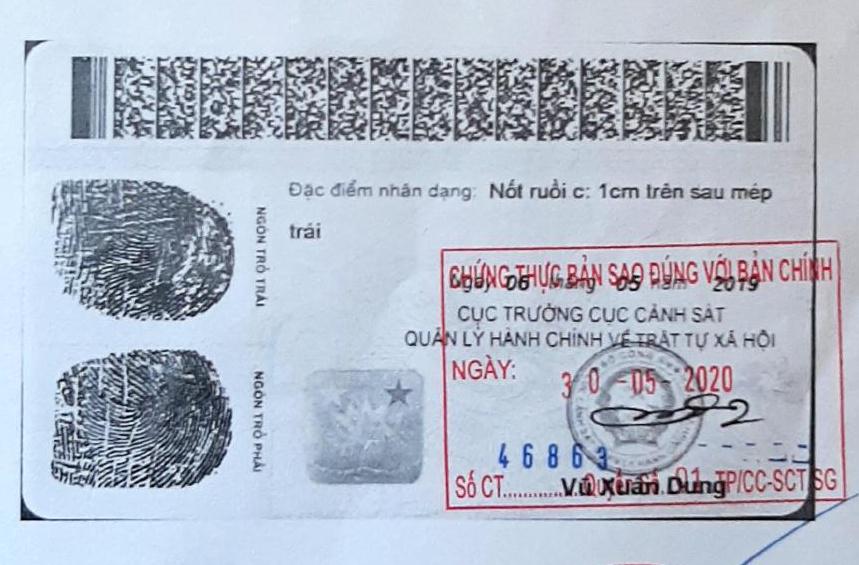 Đặc điểm nhân dạng: Nốt ruồi c: 1cm trên sau mép
trái
NGÓN TRỎ TRÁI
CHỨNG THỰC BẢN SAO ĐÚNG VỚI BẢN CHÍNH
Ngày 06 tháng 05 năm 2019
CỤC TRƯỞNG CỤC CẢNH SÁT
QUẢN LÝ HÀNH CHÍNH VỀ TRẬT TỰ XÃ HỘI
NGÀY: 30-05-2020
NGÓN TRỎ PHẢI
46863
Số CT............Quyển Số 01 TP/CC-SCT/SG
Vũ Xuân Dung